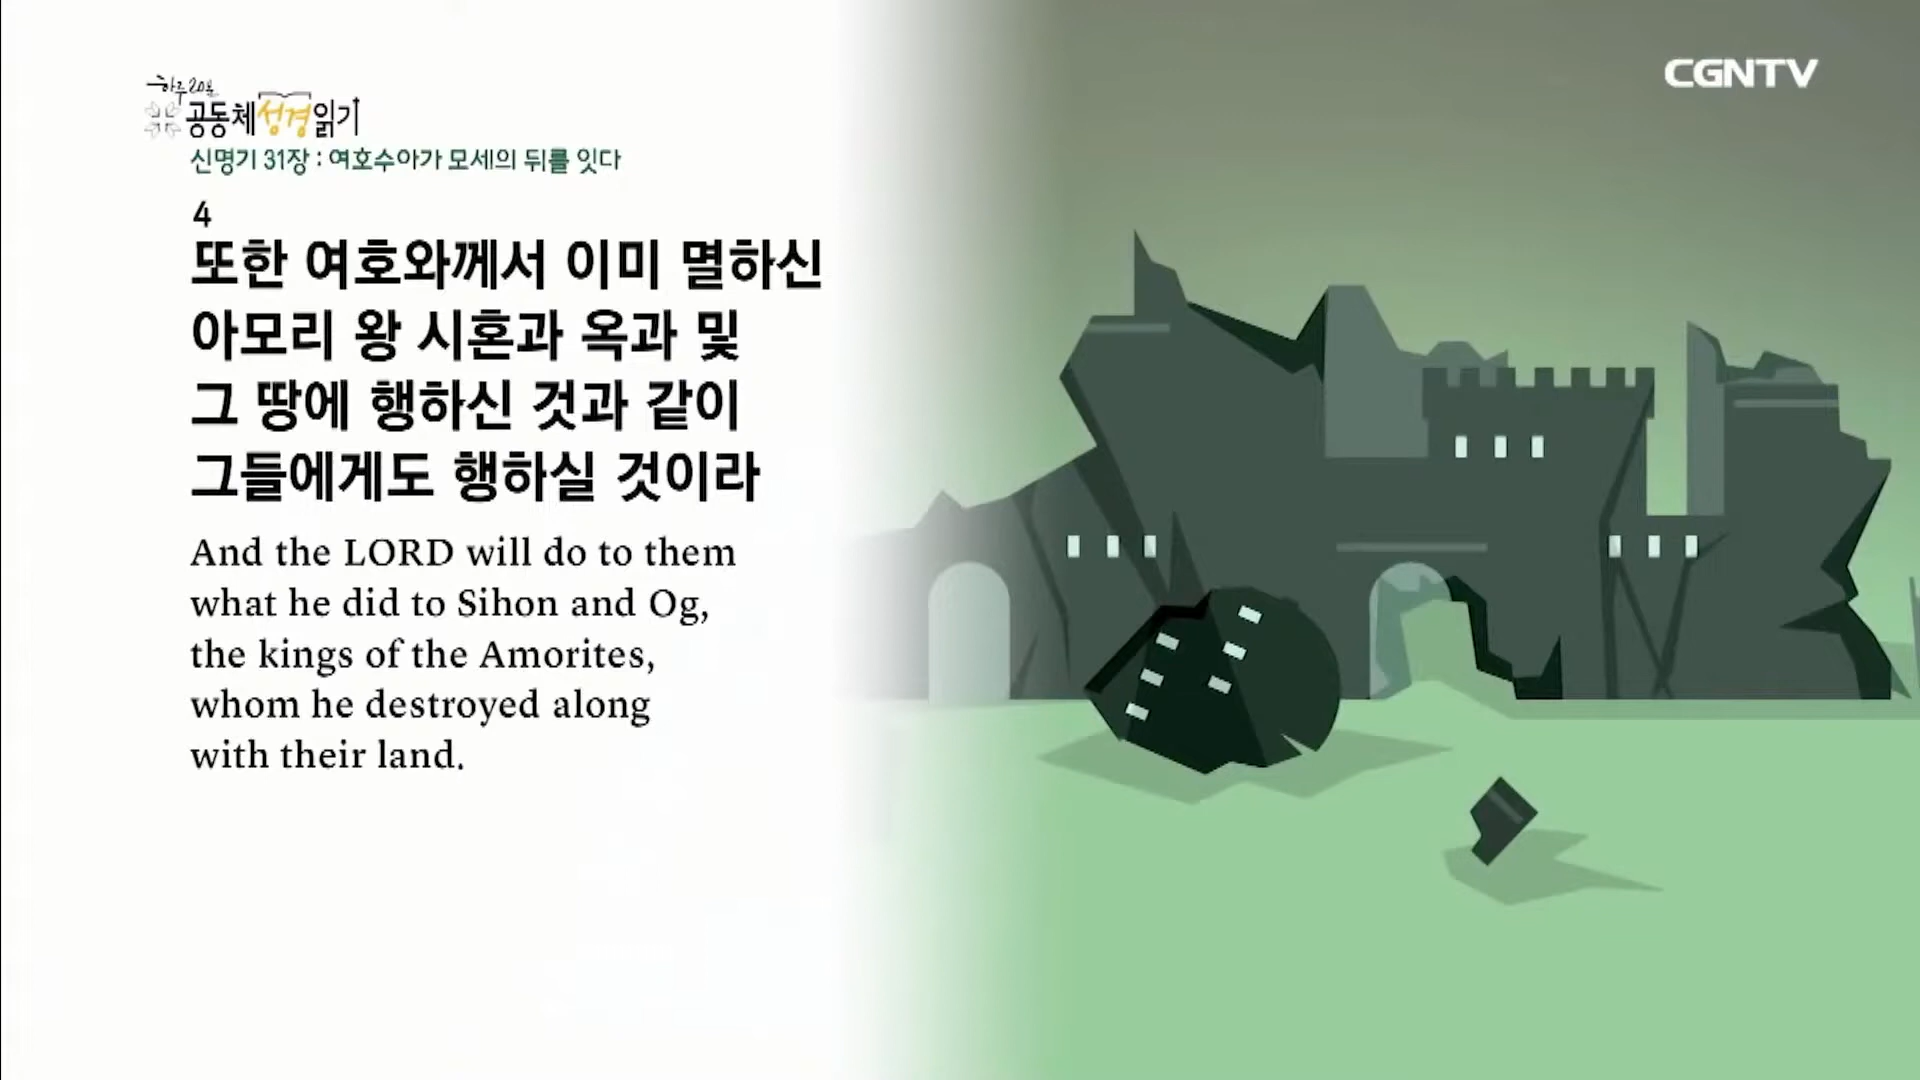 CGNTV
하루 20분
공동체성경읽기
신명기 31장 : 여호수아가 모세의 뒤를 잇다
4
또한 여호와께서 이미 멸하신
아모리 왕 시혼과 옥과 및
그 땅에 행하신 것과 같이
그들에게도 행하실 것이라
And the LORD will do to them
what he did to Sihon and Og,
the kings of the Amorites,
whom he destroyed along
with their land.